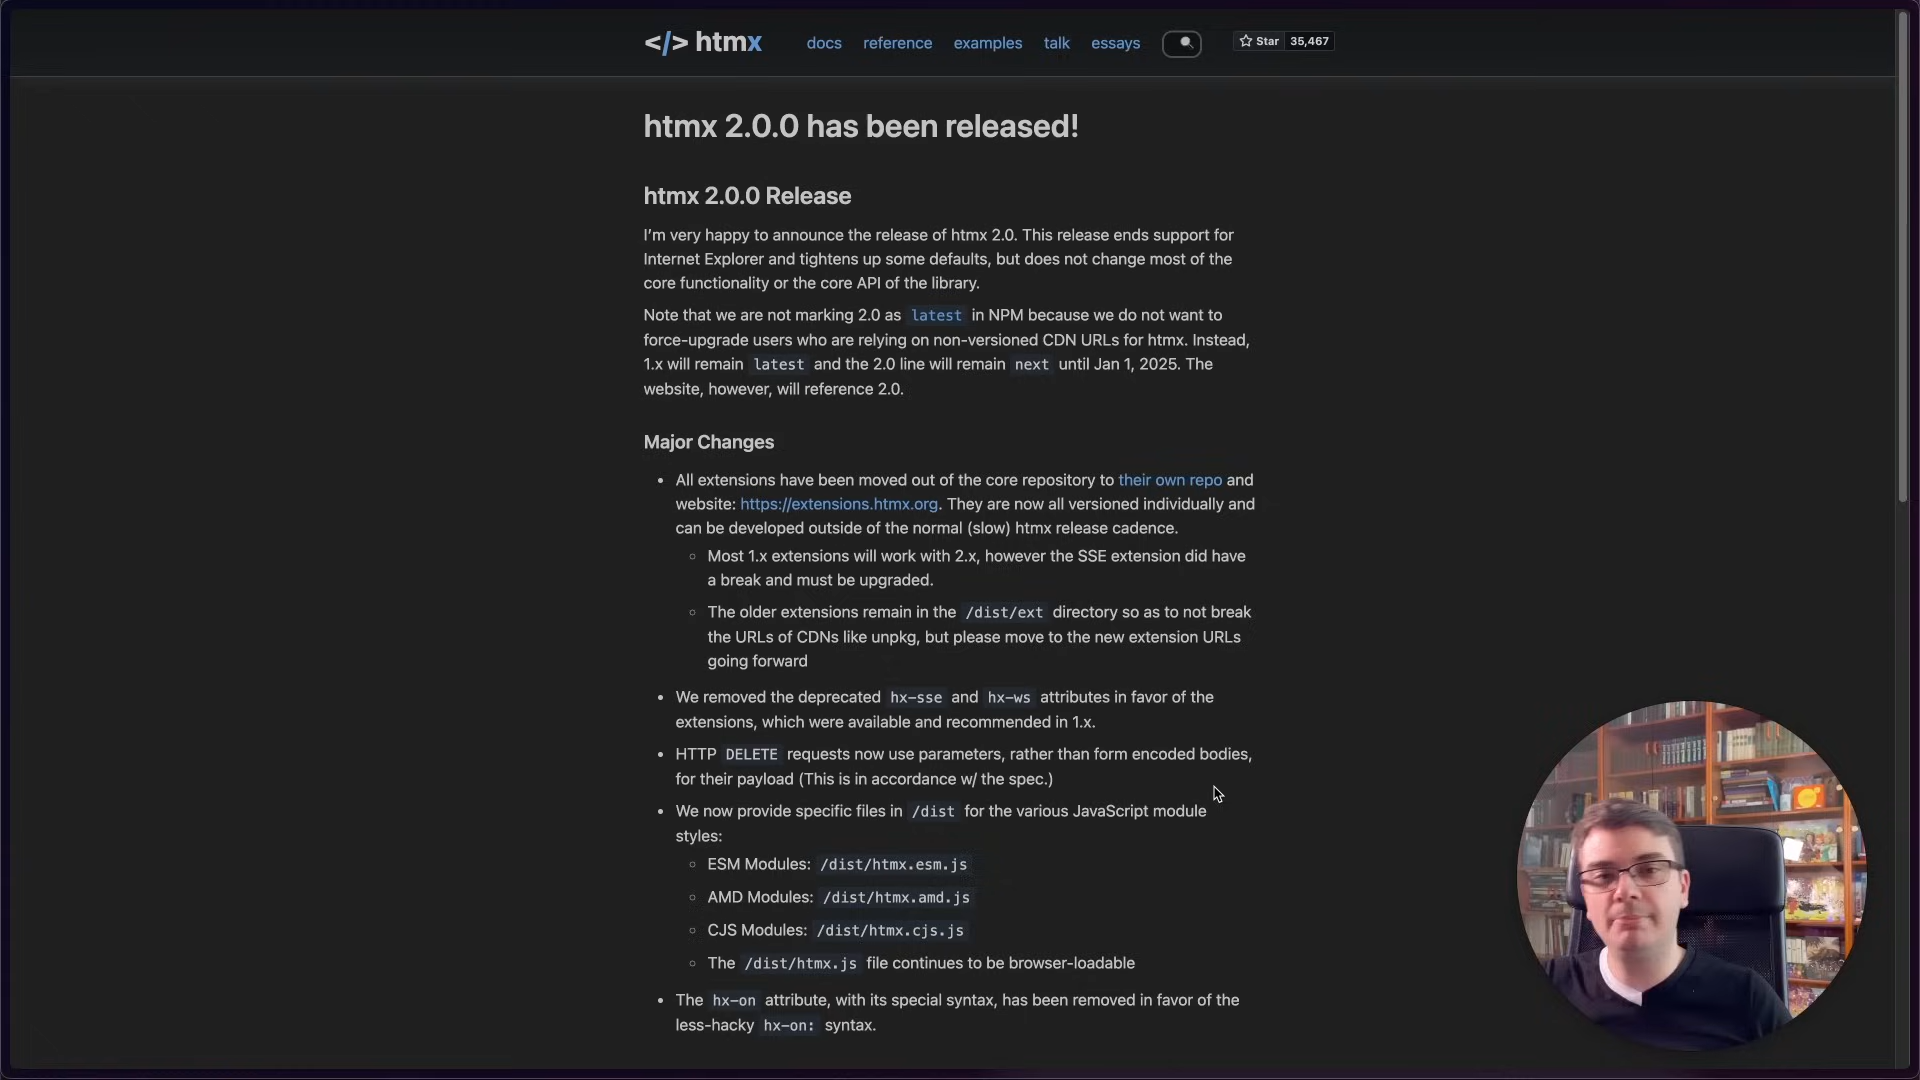 </> htmx docs reference examples talk essays Star 35,467
htmx 2.0.0 has been released!
htmx 2.0.0 Release
I’m very happy to announce the release of htmx 2.0. This release ends support for
Internet Explorer and tightens up some defaults, but does not change most of the
core functionality or the core API of the library.
Note that we are not marking 2.0 as latest in NPM because we do not want to
force-upgrade users who are relying on non-versioned CDN URLs for htmx. Instead,
1.x will remain latest and the 2.0 line will remain next until Jan 1, 2025. The
website, however, will reference 2.0.
Major Changes
• All extensions have been moved out of the core repository to their own repo and
website: https://extensions.htmx.org. They are now all versioned individually and
can be developed outside of the normal (slow) htmx release cadence.
◦ Most 1.x extensions will work with 2.x, however the SSE extension did have
a break and must be upgraded.
◦ The older extensions remain in the /dist/ext directory so as to not break
the URLs of CDNs like unpkg, but please move to the new extension URLs
going forward
• We removed the deprecated hx-sse and hx-ws attributes in favor of the
extensions, which were available and recommended in 1.x.
• HTTP DELETE requests now use parameters, rather than form encoded bodies,
for their payload (This is in accordance w/ the spec.)
• We now provide specific files in /dist for the various JavaScript module
styles:
◦ ESM Modules: /dist/htmx.esm.js
◦ AMD Modules: /dist/htmx.amd.js
◦ CJS Modules: /dist/htmx.cjs.js
◦ The /dist/htmx.js file continues to be browser-loadable
• The hx-on attribute, with its special syntax, has been removed in favor of the
less-hacky hx-on: syntax.